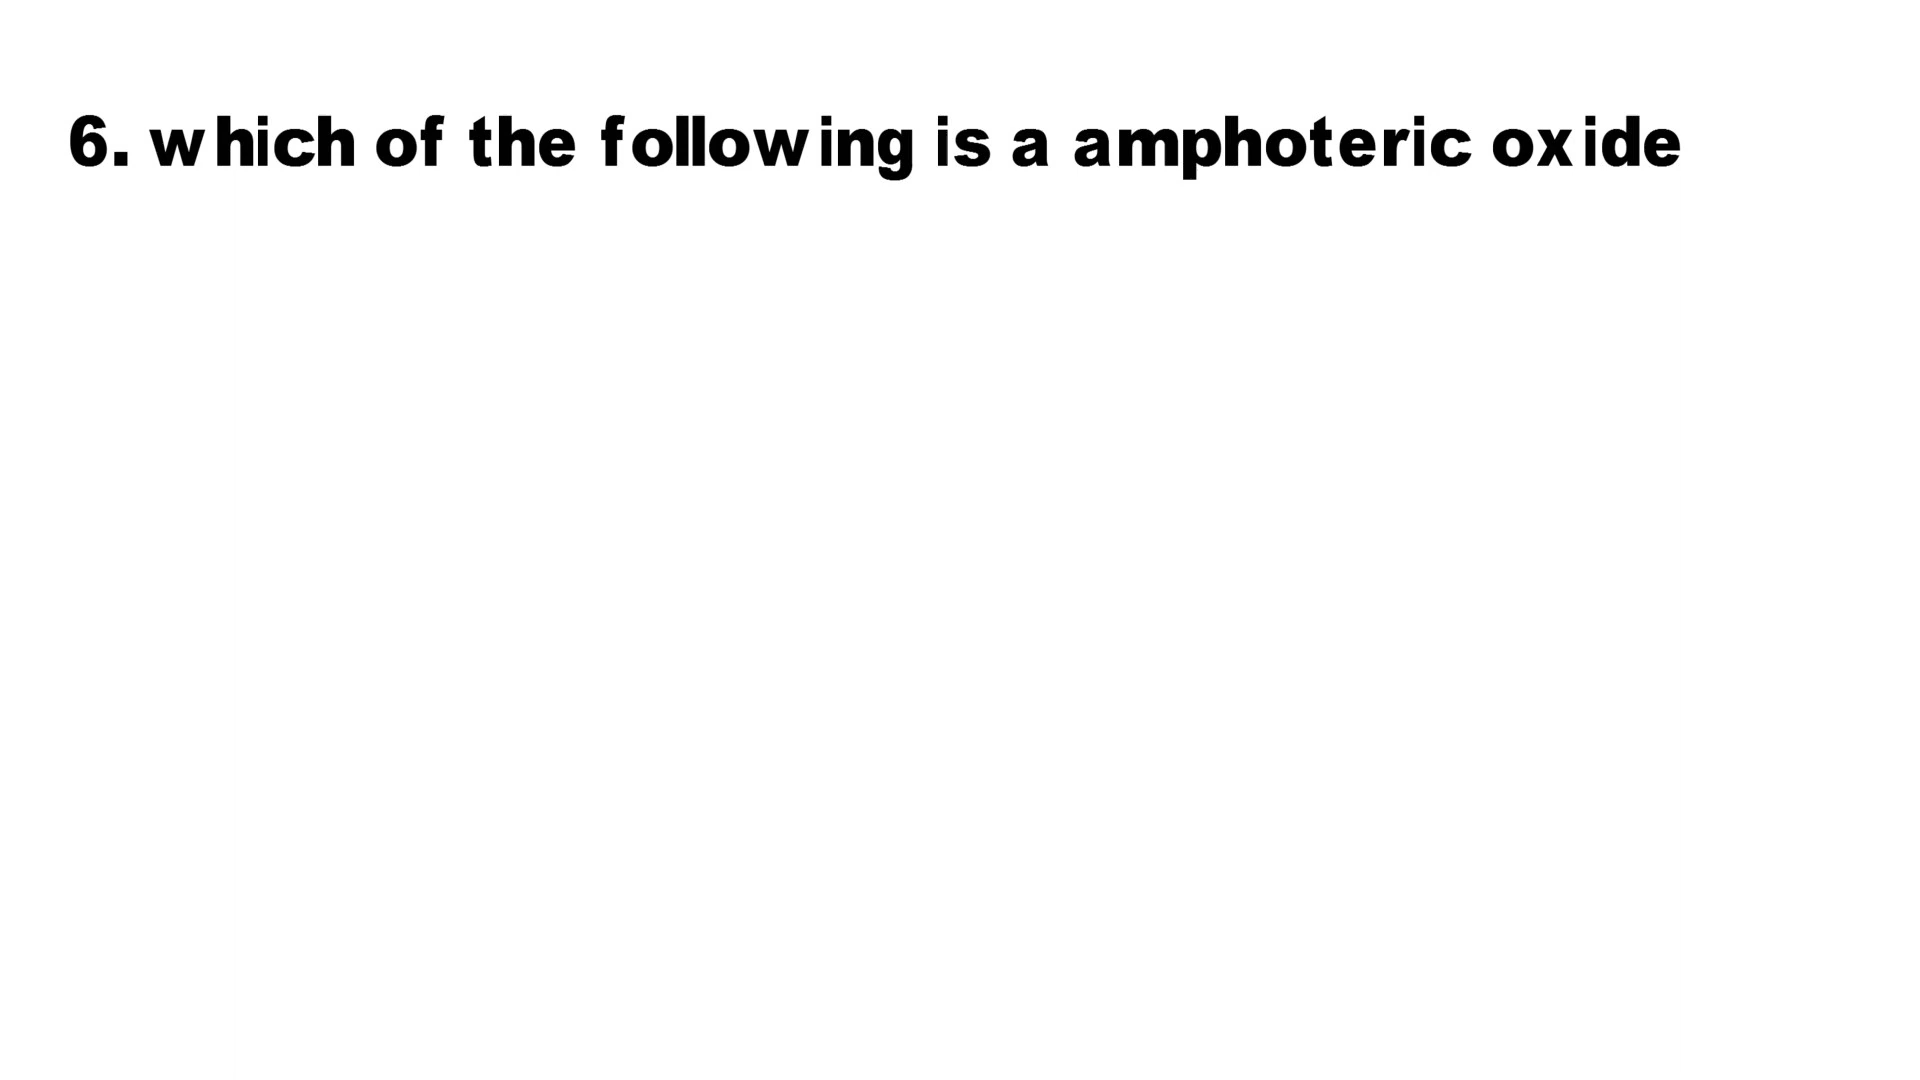 6. which of the following is a amphoteric oxide